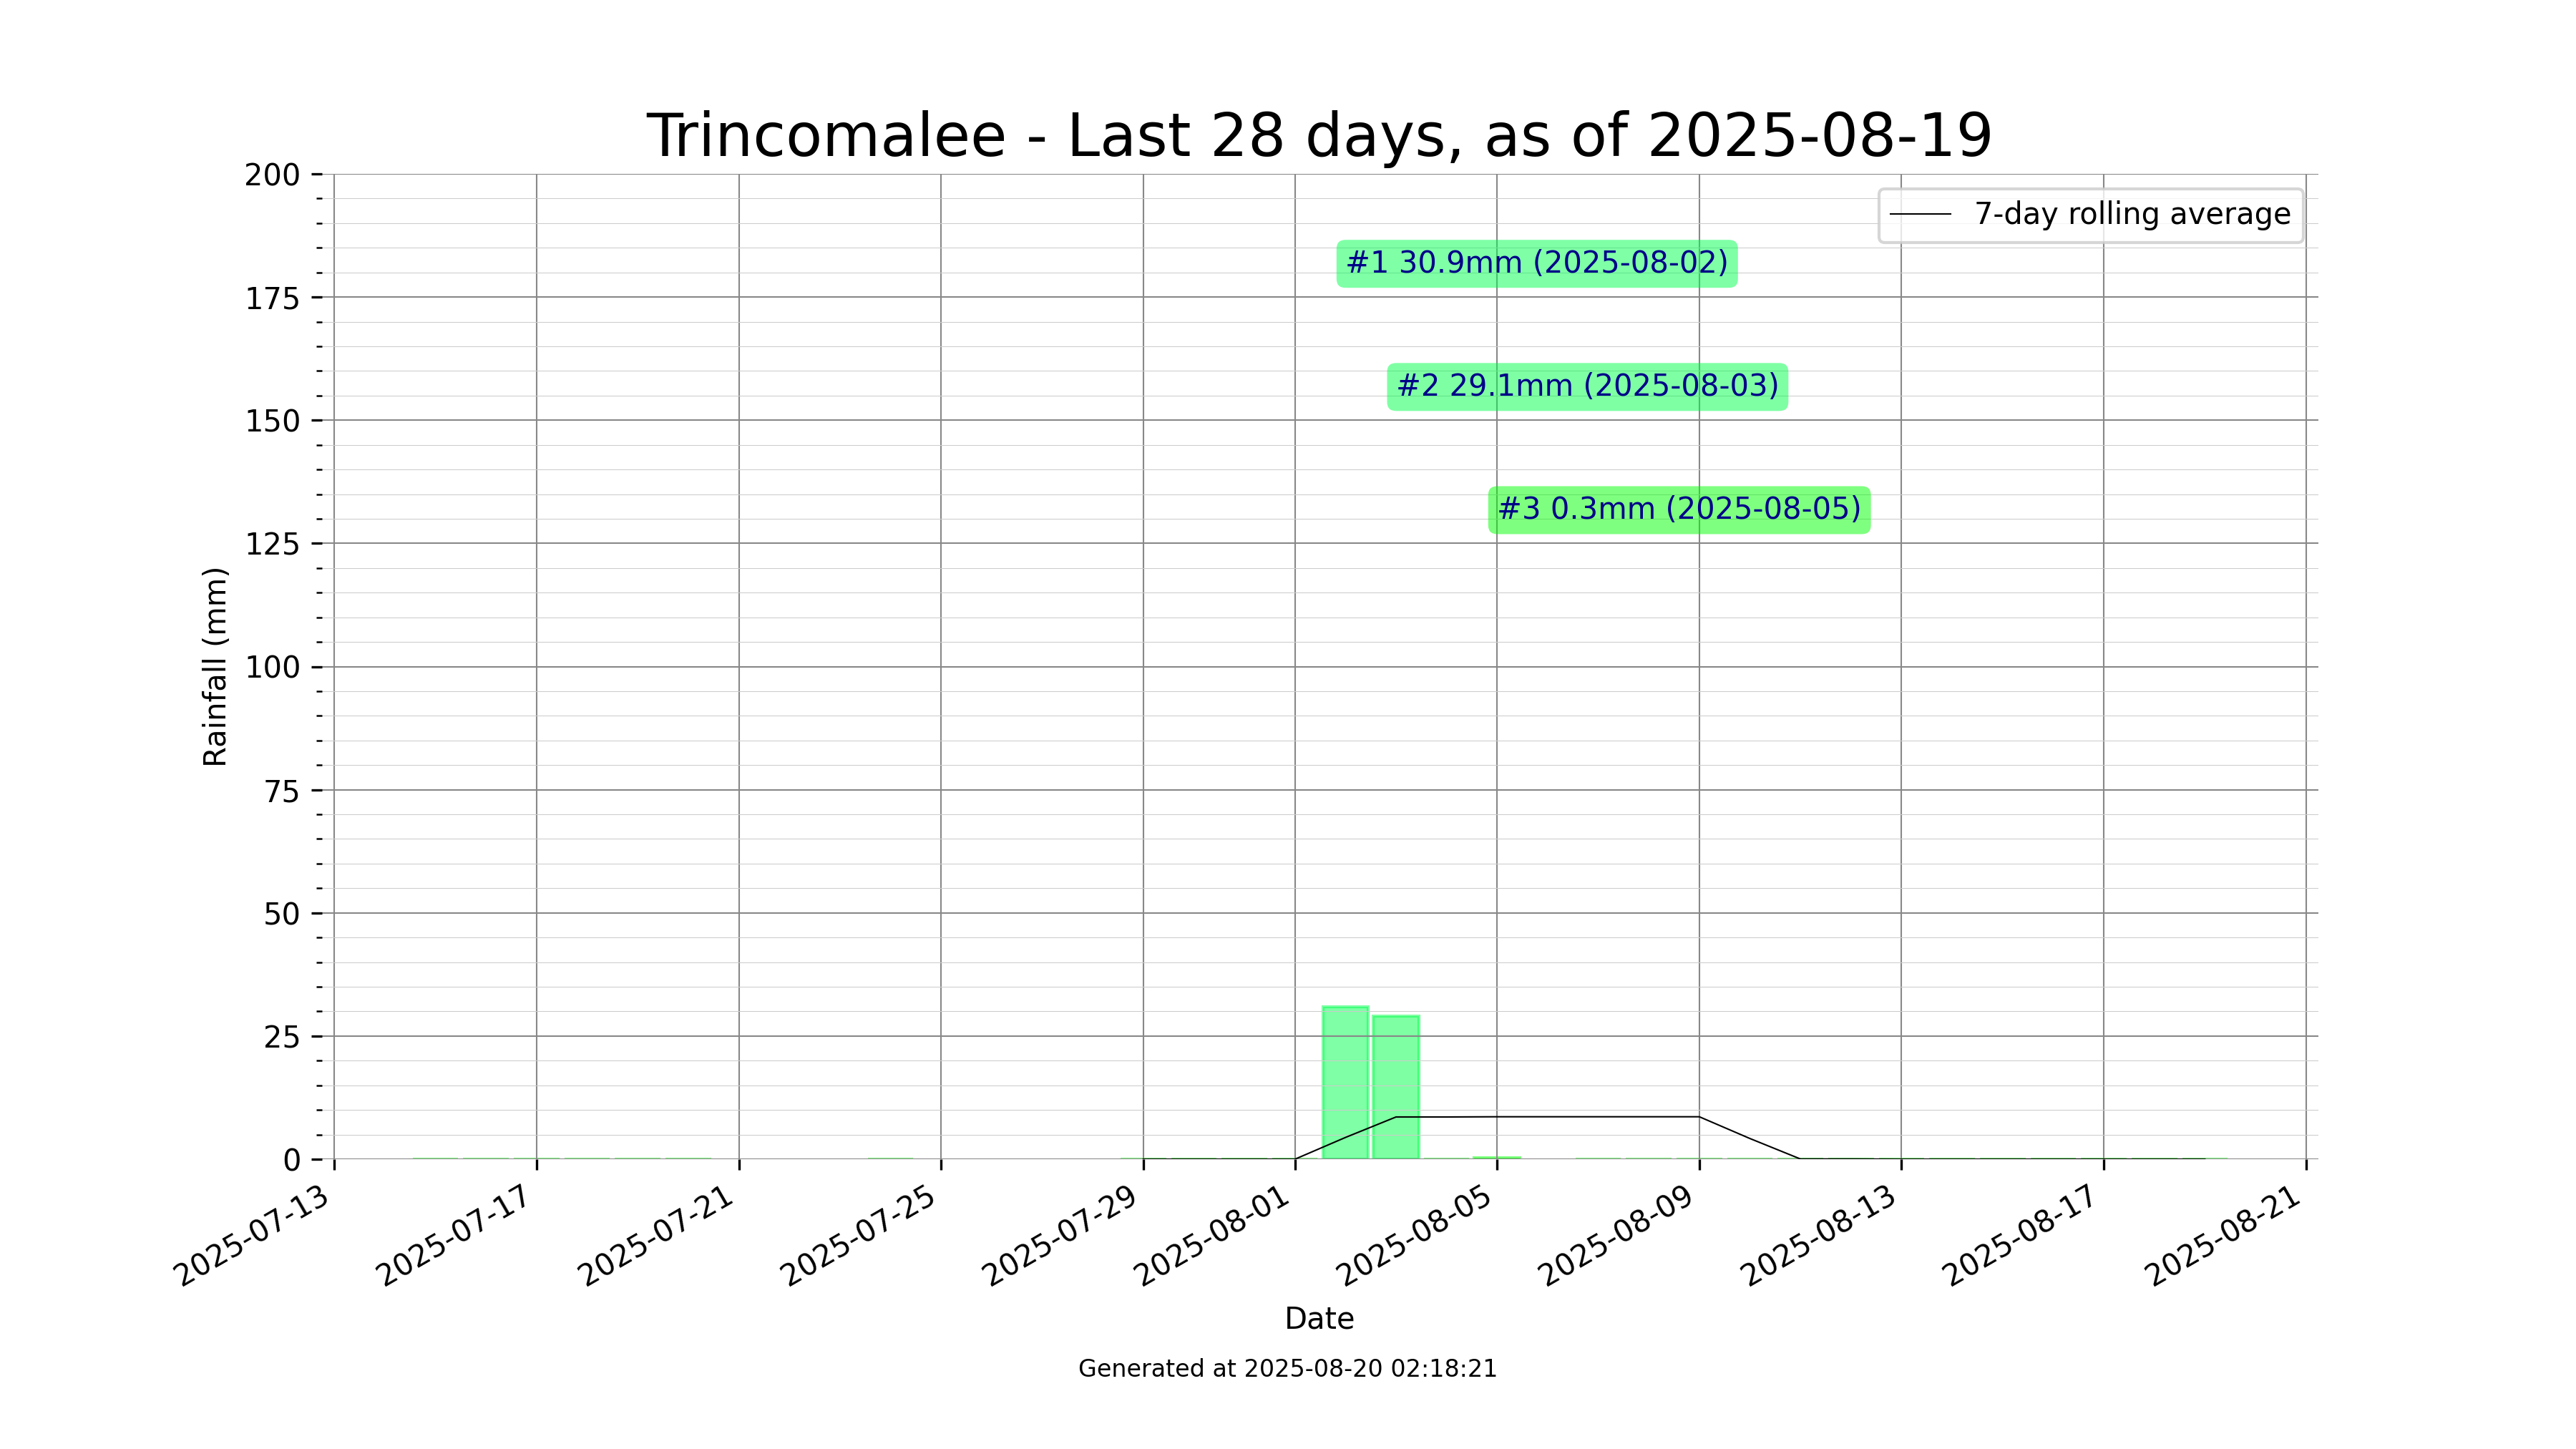 Trincomalee - Last 28 days, as of 2025-08-19
200
175
150
125
100
75
50
25
0
Rainfall (mm)
7-day rolling average
#1 30.9mm (2025-08-02)
#2 29.1mm (2025-08-03)
#3 0.3mm (2025-08-05)
2025-07-13
2025-07-17
2025-07-21
2025-07-25
2025-07-29
2025-08-01
2025-08-05
2025-08-09
2025-08-13
2025-08-17
2025-08-21
Date
Generated at 2025-08-20 02:18:21